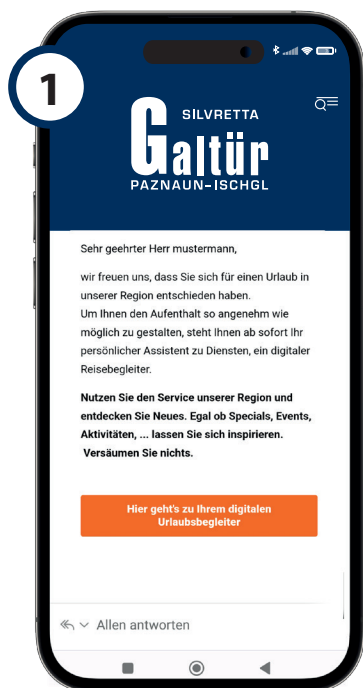 1
SILVRETTA
Galtür
PAZNAUN-ISCHGL
Sehr geehrter Herr mustermann,
wir freuen uns, dass Sie sich für einen Urlaub in
unserer Region entschieden haben.
Um Ihnen den Aufenthalt so angenehm wie
möglich zu gestalten, steht Ihnen ab sofort Ihr
persönlicher Assistent zu Diensten, ein digitaler
Reisebegleiter.
Nutzen Sie den Service unserer Region und
entdecken Sie Neues. Egal ob Specials, Events,
Aktivitäten, ... lassen Sie sich inspirieren.
Versäumen Sie nichts.
Hier geht's zu Ihrem digitalen
Urlaubsbegleiter
Allen antworten